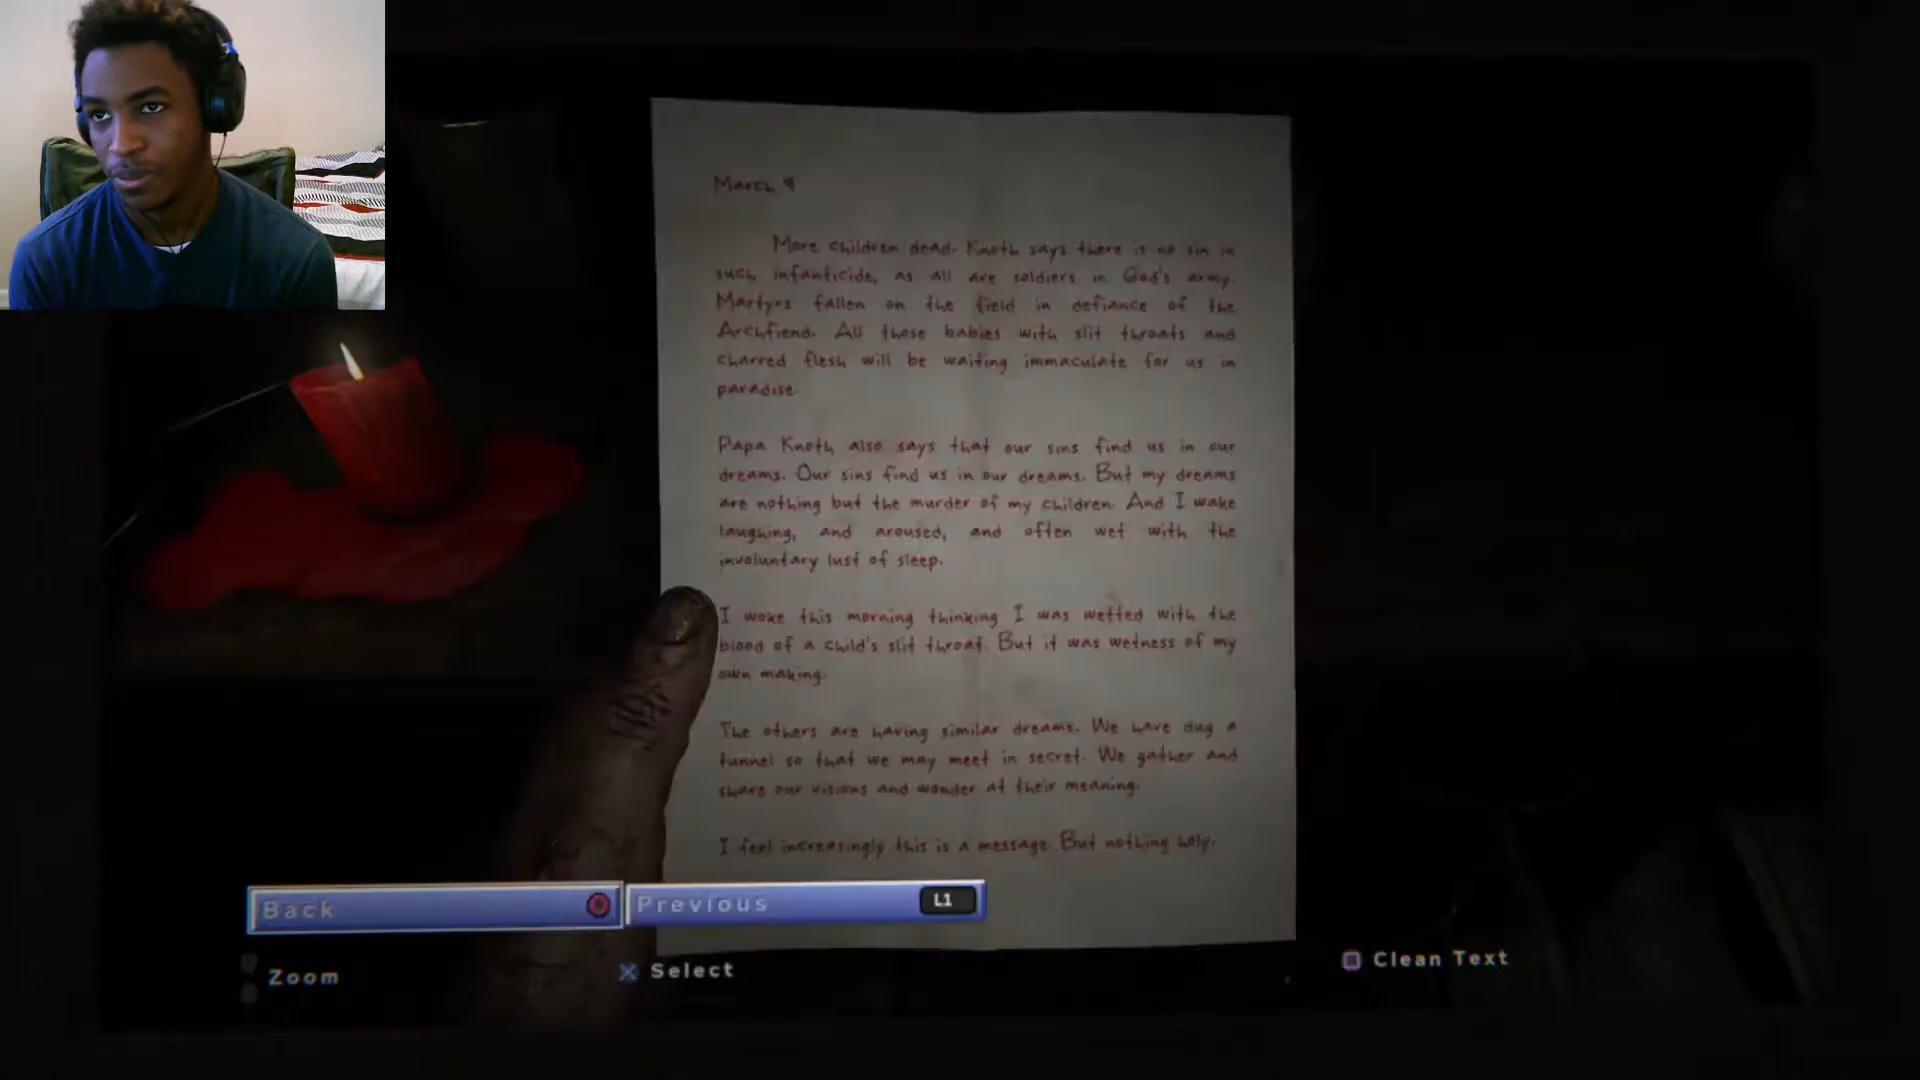 March 9
More children dead. Knoth says there is no sin in
such infanticide, as all are soldiers in God's army.
Martyrs fallen on the field in defiance of the
Archfiend. All those babies with slit throats and
charred flesh will be waiting immaculate for us in
paradise.
Papa Knoth also says that our sins find us in our
dreams. Our sins find us in our dreams. But my dreams
are nothing but the murder of my children. And I wake
laughing, and aroused, and often wet with the
involuntary lust of sleep.
I woke this morning thinking I was wetted with the
blood of a child's slit throat. But it was wetness of my
own making.
The others are having similar dreams. We have dug a
tunnel so that we may meet in secret. We gather and
share our visions and wonder at their meaning.
I feel increasingly this is a message. But nothing holy.
Back
Previous L1
Zoom
Select
Clean Text